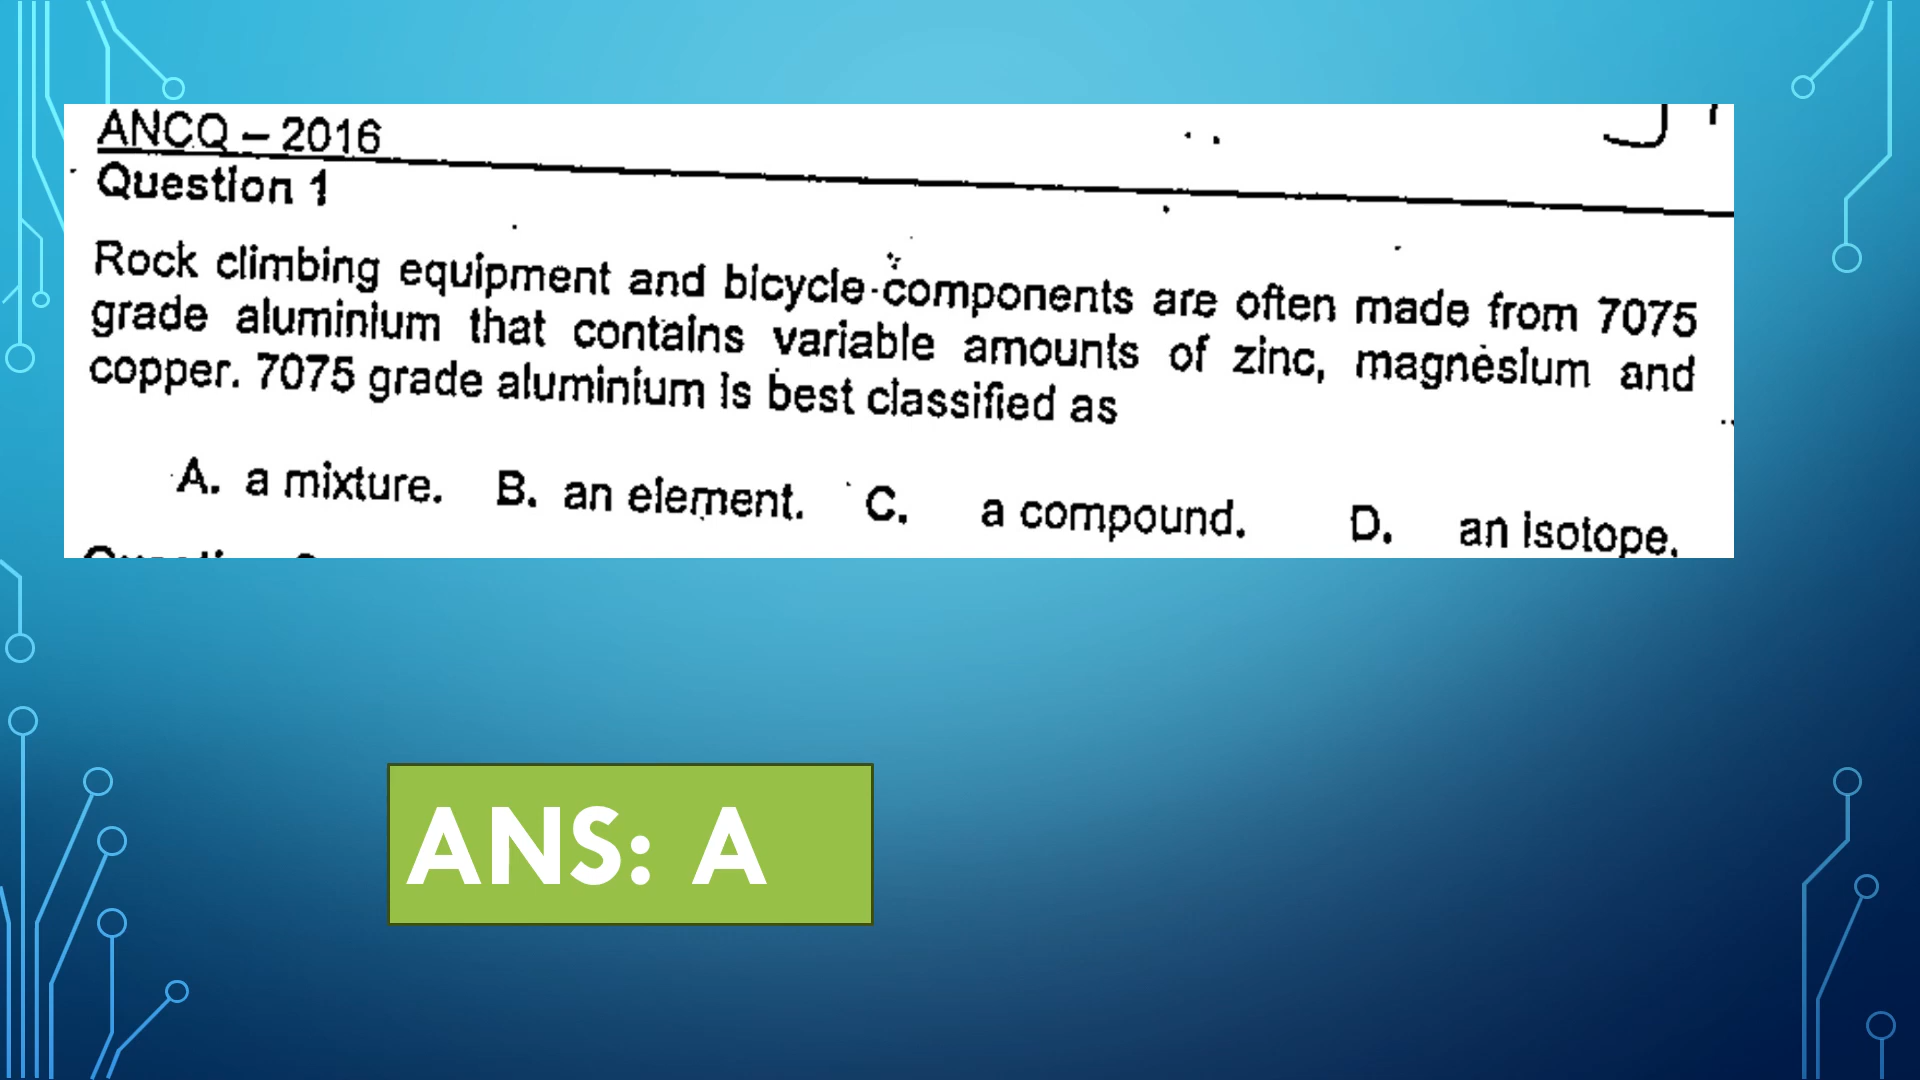 ANCQ – 2016
Question 1
Rock climbing equipment and bicycle components are often made from 7075
grade aluminium that contains variable amounts of zinc, magnesium and
copper. 7075 grade aluminium is best classified as
A. a mixture. B. an element. C. a compound. D. an isotope.
ANS: A